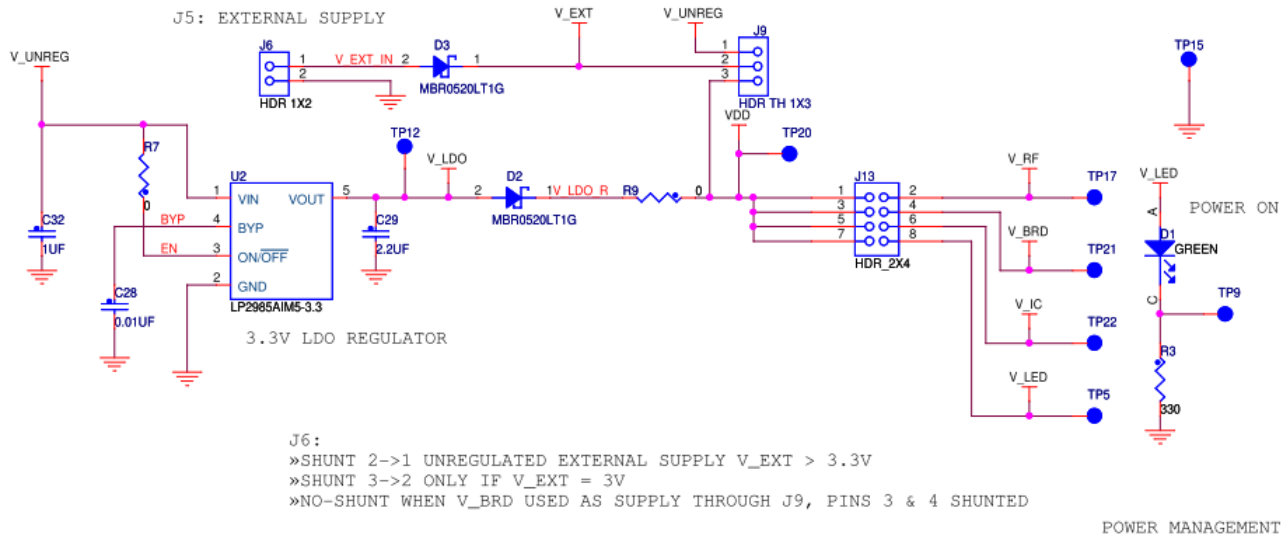 J5: EXTERNAL SUPPLY
V_EXT
V_UNREG
J6
D3
J9
TP15
V_UNREG
1
V_EXT_IN
2
1
1
2
2
3
HDR 1X2
MBR0520LT1G
HDR TH 1X3
VDD
R7
TP12
TP20
V_LDO
V_RF
U2
D2
J13
TP17
V_LED
1
VIN
VOUT
5
2
1
V_LDO_R
R9
0
1
2
0
MBR0520LT1G
3
4
A
POWER ON
C32
BYP
4
BYP
C29
5
6
V_BRD
D1
1UF
EN
3
ON/OFF
2.2UF
7
8
TP21
GREEN
HDR_2X4
2
GND
C28
LP2985AIM5-3.3
V_IC
C
TP9
0.01UF
TP22
3.3V LDO REGULATOR
R3
V_LED
TP5
330
J6:
»SHUNT 2->1 UNREGULATED EXTERNAL SUPPLY V_EXT > 3.3V
»SHUNT 3->2 ONLY IF V_EXT = 3V
»NO-SHUNT WHEN V_BRD USED AS SUPPLY THROUGH J9, PINS 3 & 4 SHUNTED
POWER MANAGEMENT